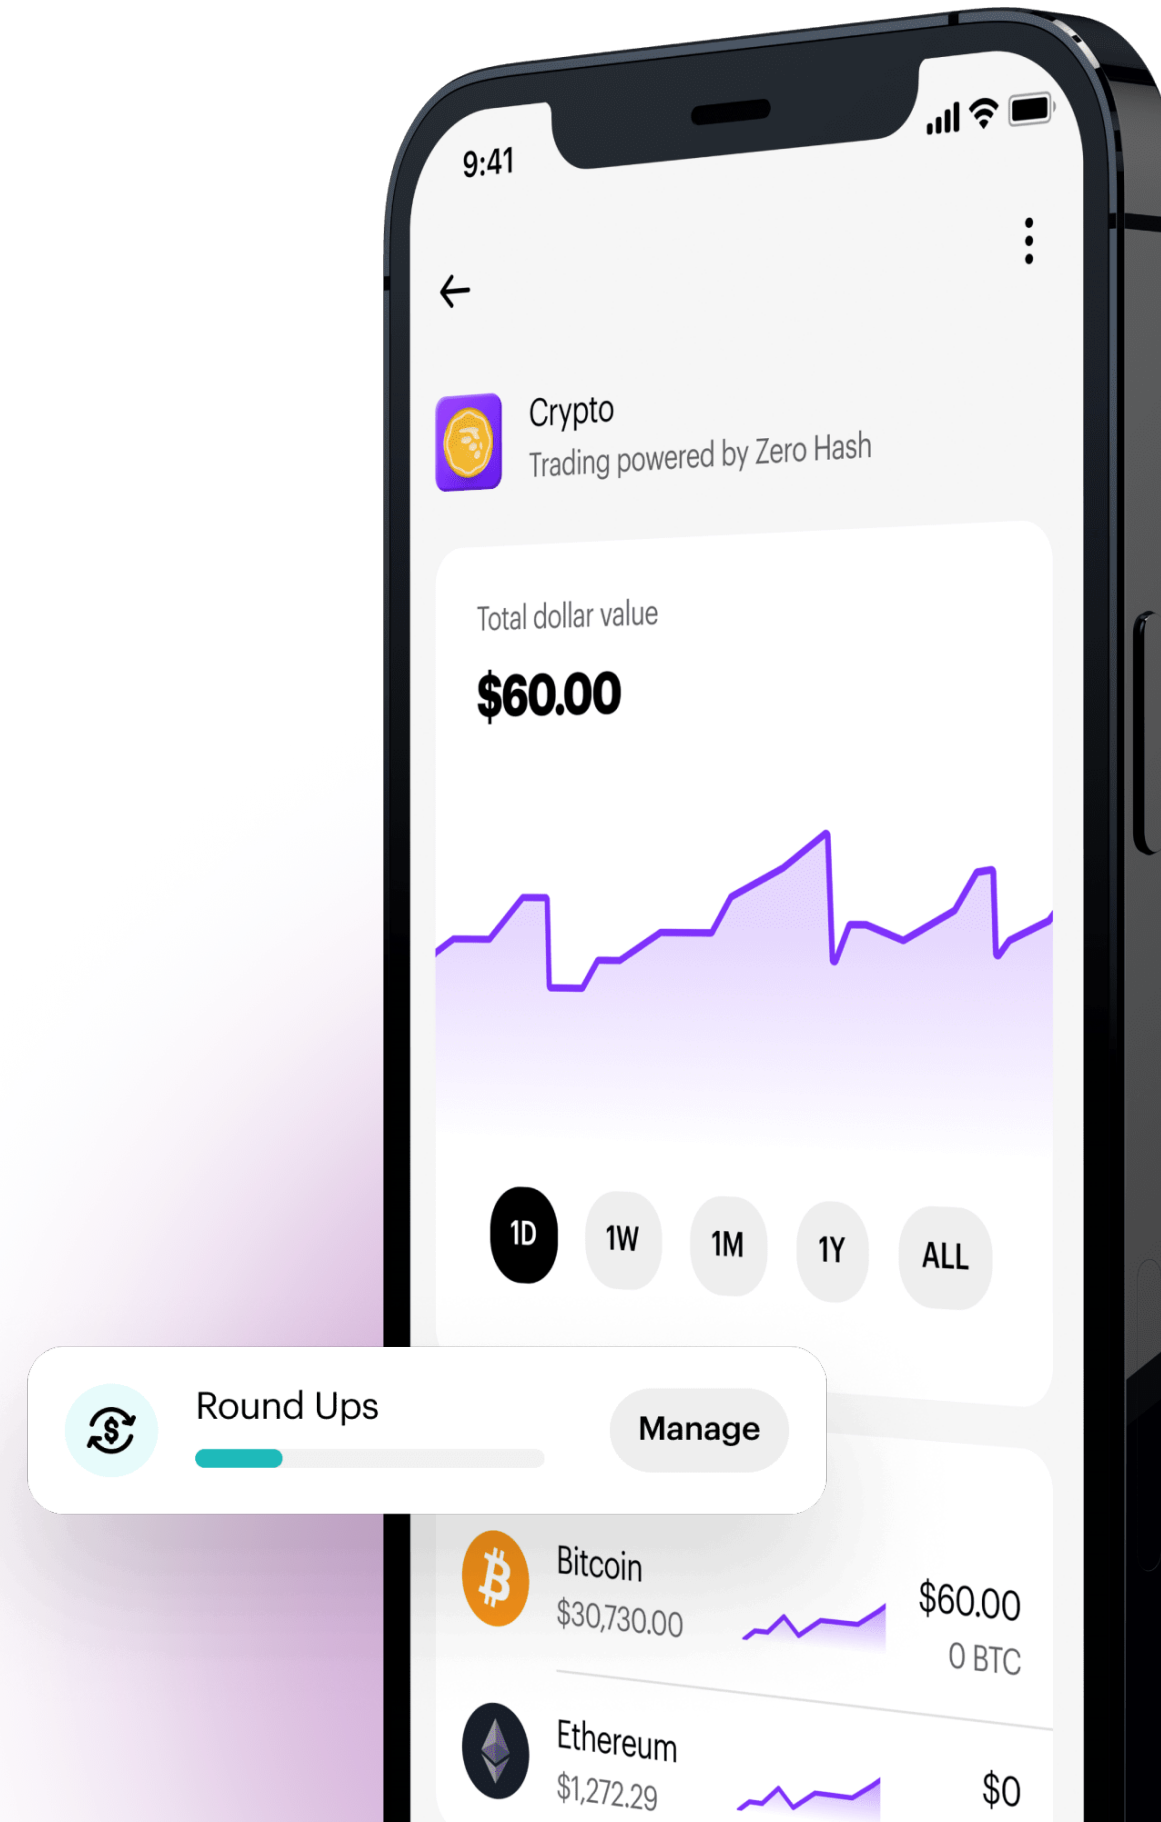 9:41
Crypto
Trading powered by Zero Hash
Total dollar value
$60.00
1D 1W 1M 1Y ALL
Round Ups
Manage
Bitcoin
$30,730.00
$60.00
0 BTC
Ethereum
$1,272.29
$0